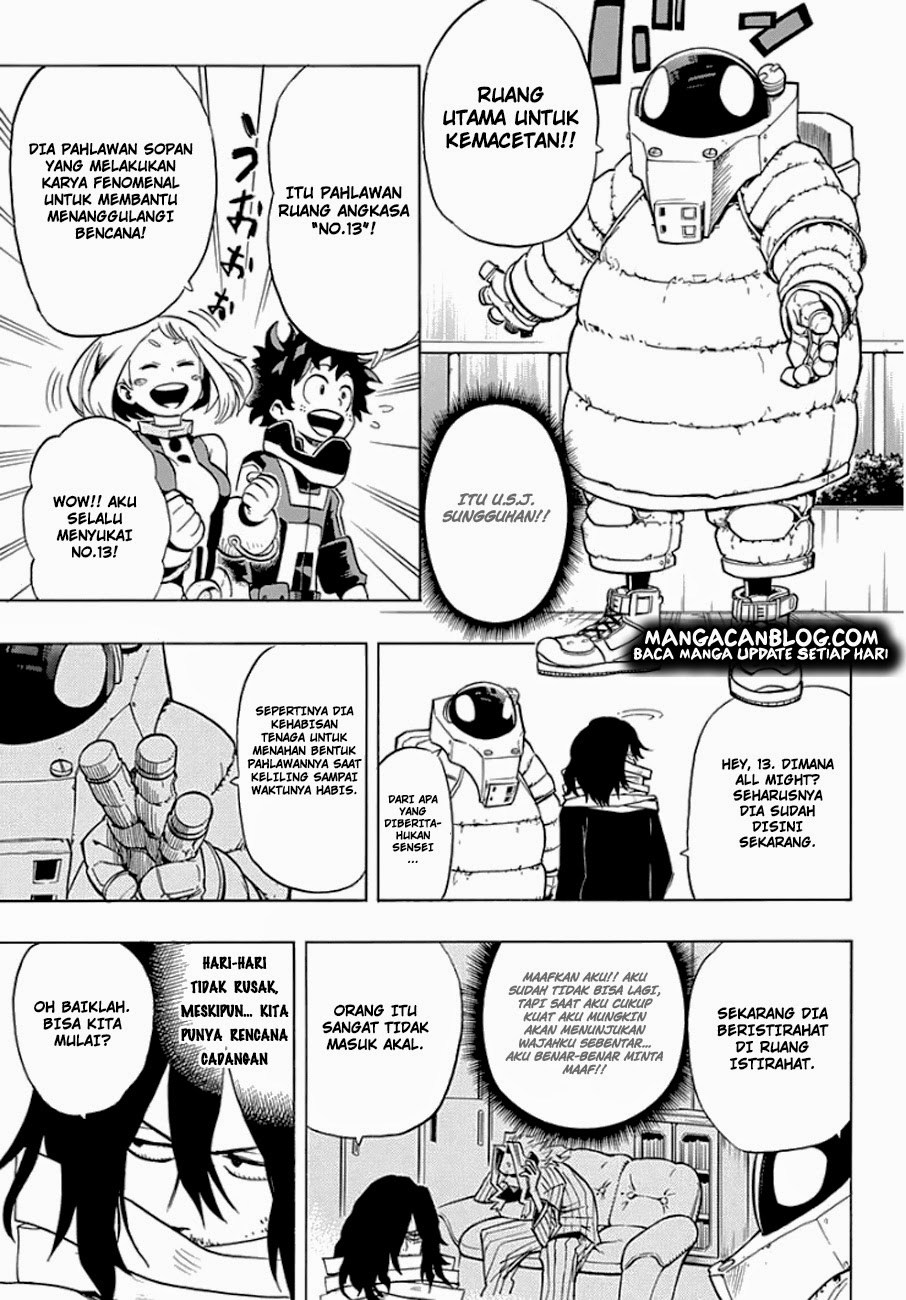 RUANG
UTAMA UNTUK
KEMACETAN!!
ITU PAHLAWAN
RUANG ANGKASA
"NO.13"!
DIA PAHLAWAN SOPAN
YANG MELAKUKAN
KARYA FENOMENAL
UNTUK MEMBANTU
MENANGGULANGI
BENCANA!
うおおお
WOW!! AKU
SELALU
MENYUKAI
NO.13!
ITU U.S.J.
SUNGGUHAN!!
MANGACANBLOG.COM
BACA MANGA UPDATE SETIAP HARI
HEY, 13. DIMANA
ALL MIGHT?
SEHARUSNYA
DIA SUDAH
DISINI
SEKARANG.
DARI APA
YANG
DIBERITA-
HUKAN
SENSEI
...
SEPERTINYA DIA
KEHABISAN
TENAGA UNTUK
MENAHAN BENTUK
PAHLAWANNYA SAAT
KELILING SAMPAI
WAKTUNYA HABIS.
SEKARANG DIA
BERISTIRAHAT
DI RUANG
ISTIRAHAT.
MAAFKAN AKU!! AKU
SUDAH TIDAK BISA LAGI,
TAPI SAAT AKU CUKUP
KUAT AKU MUNGKIN
AKAN MENUNJUKAN
WAJAHKU SEBENTAR...
AKU BENAR-BENAR MINTA
MAAF!!
ORANG ITU
SANGAT TIDAK
MASUK AKAL.
HARI-HARI
TIDAK RUSAK,
MESKIPUN... KITA
PUNYA RENCANA
CADANGAN
OH BAIKLAH.
BISA KITA
MULAI?